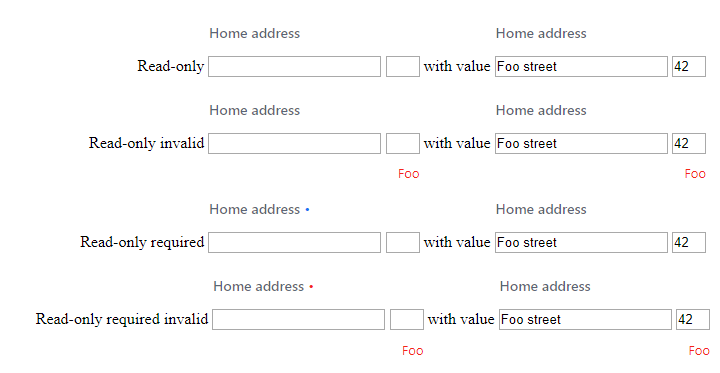 Home address Home address
Read-only with value Foo street 42
Home address Home address
Read-only invalid with value Foo street 42
Foo Foo
Home address • Home address
Read-only required with value Foo street 42
Home address • Home address
Read-only required invalid with value Foo street 42
Foo Foo